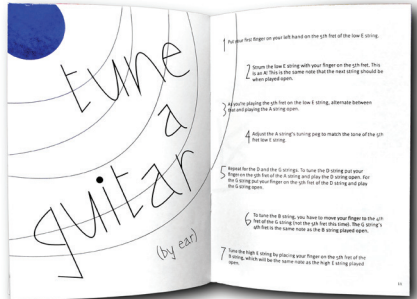 tune
a
guitar
(by ear)
1 Put your first finger on your left hand on the 5th fret of the low E string.
2 Strum the low E string with your finger on the 5th fret. This
is an A! This is the same note that the next string should be
when played open.
3 As you're playing the 5th fret on the low E string, alternate between
that and playing the A string open.
4 Adjust the A string's tuning peg to match the tone of the 5th
fret low E string.
5 Repeat for the D and the G strings. To tune the D string put your
finger on the 5th fret of the A string and play the D string open. For
the G string put your finger on the 5th fret of the D string and play
the G string open.
6 To tune the B string, you have to move your finger to the 4th
fret of the G string (not the 5th fret this time). The G string's
4th fret is the same note as the B string played open.
7 Tune the high E string by placing your finger on the 5th fret of the
B string, which will be the same note as the high E string played
open.